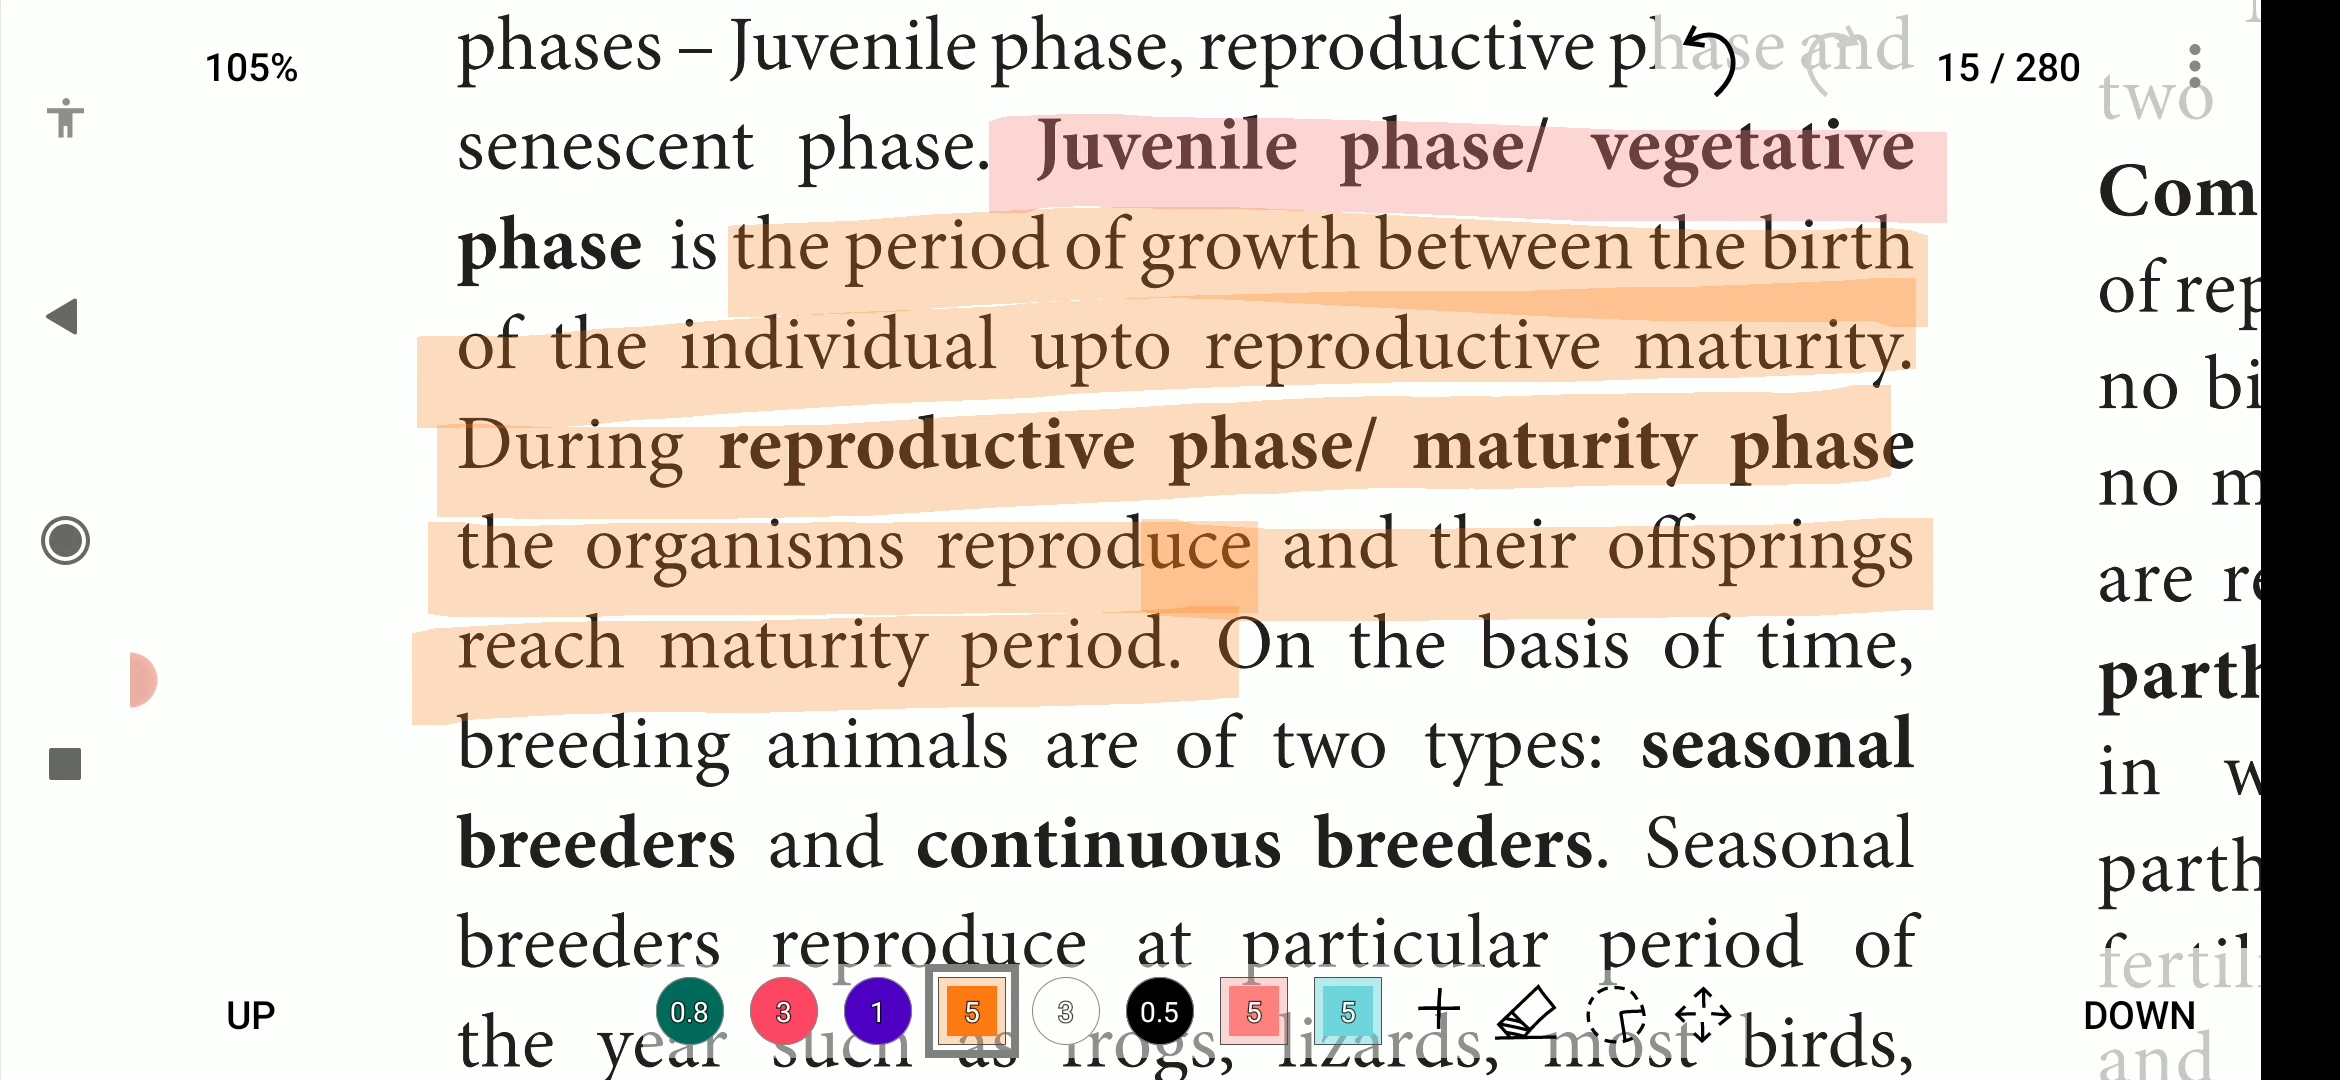 105%
15 / 280
phases – Juvenile phase, reproductive phase and
senescent phase. Juvenile phase/ vegetative
phase is the period of growth between the birth
of the individual upto reproductive maturity.
During reproductive phase/ maturity phase
the organisms reproduce and their offsprings
reach maturity period. On the basis of time,
breeding animals are of two types: seasonal
breeders and continuous breeders. Seasonal
breeders reproduce at particular period of
the year such as frogs, lizards, most birds,
two
Com
of rep
no bi
no m
are re
parth
in w
parth
fertili
and
UP
0.8 3 1 5 3 0.5 5 5
DOWN